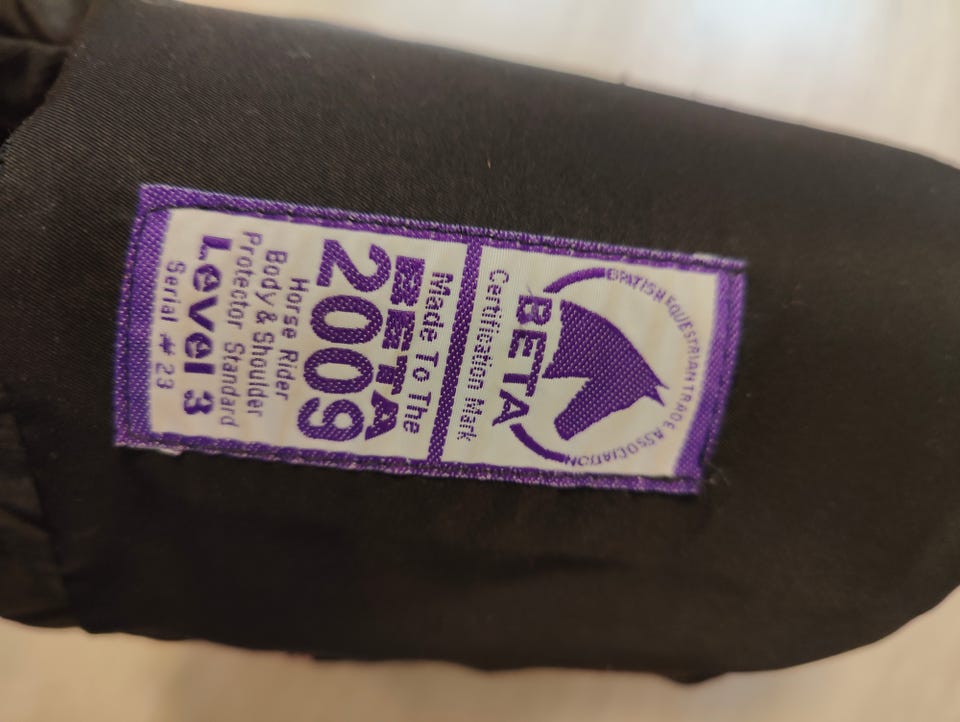 BRITISH EQUESTRIAN TRADE ASSOCIATION
BETA
Certification Mark
Made To The
BETA
2009
Horse Rider
Body & Shoulder
Protector Standard
Level 3
Serial # 23